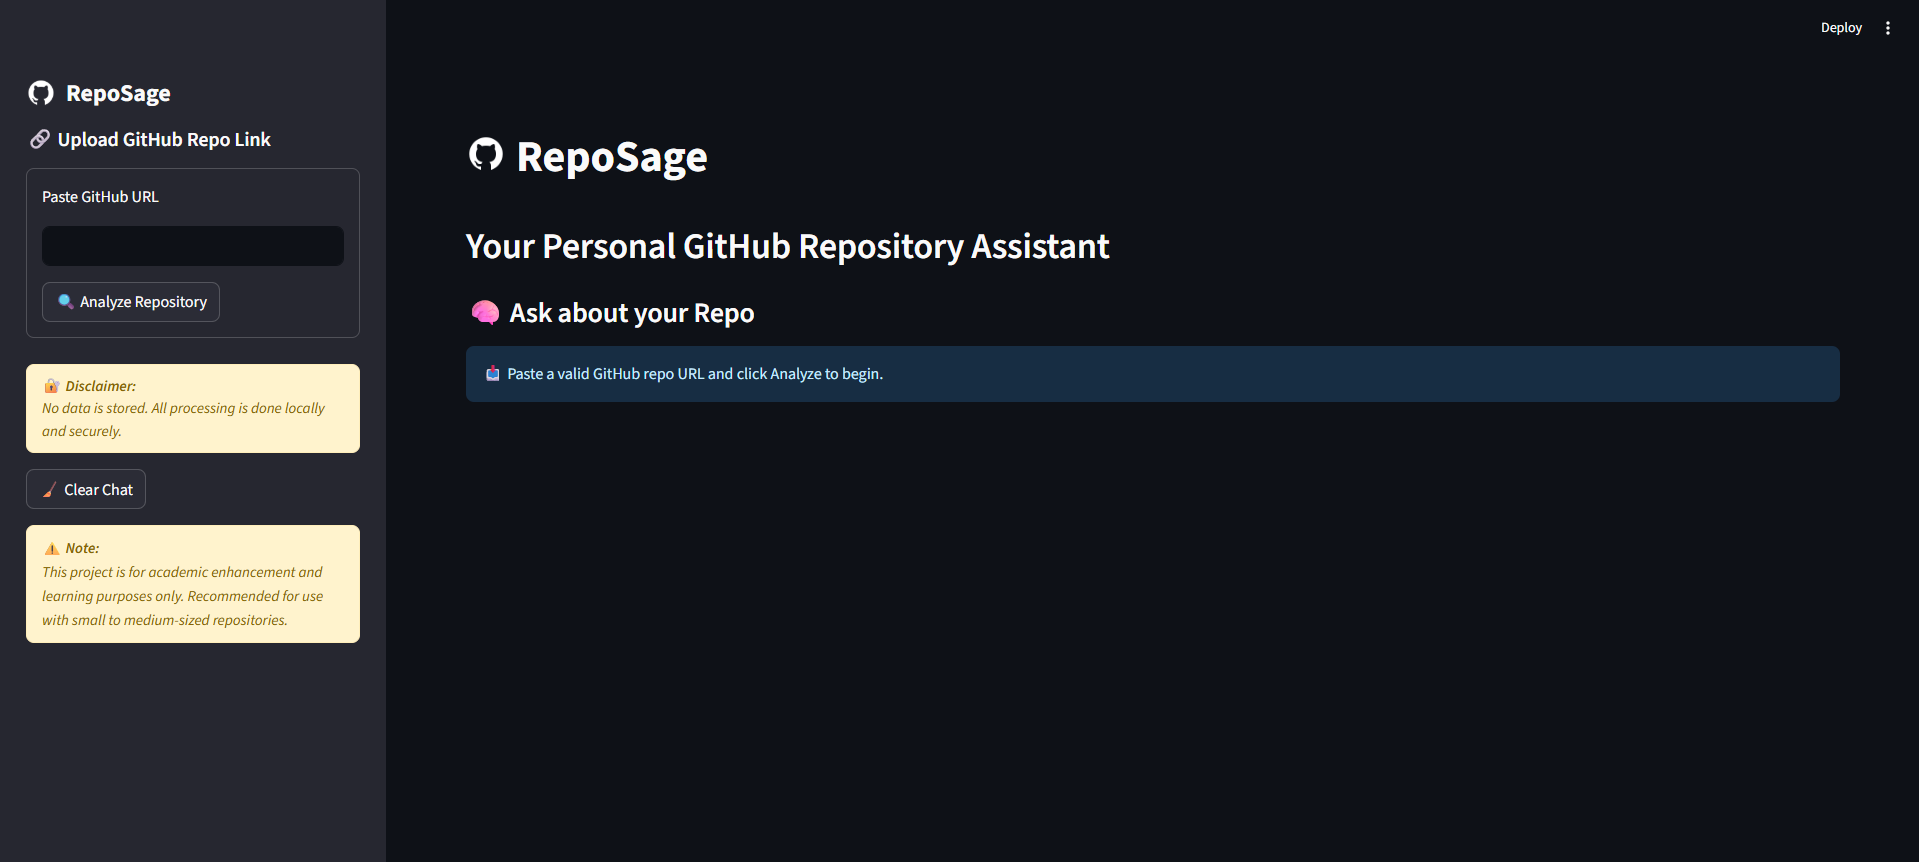 RepoSage
Upload GitHub Repo Link
Paste GitHub URL
Analyze Repository
Disclaimer:
No data is stored. All processing is done locally
and securely.
Clear Chat
Note:
This project is for academic enhancement and
learning purposes only. Recommended for use
with small to medium-sized repositories.
Deploy
RepoSage
Your Personal GitHub Repository Assistant
Ask about your Repo
Paste a valid GitHub repo URL and click Analyze to begin.